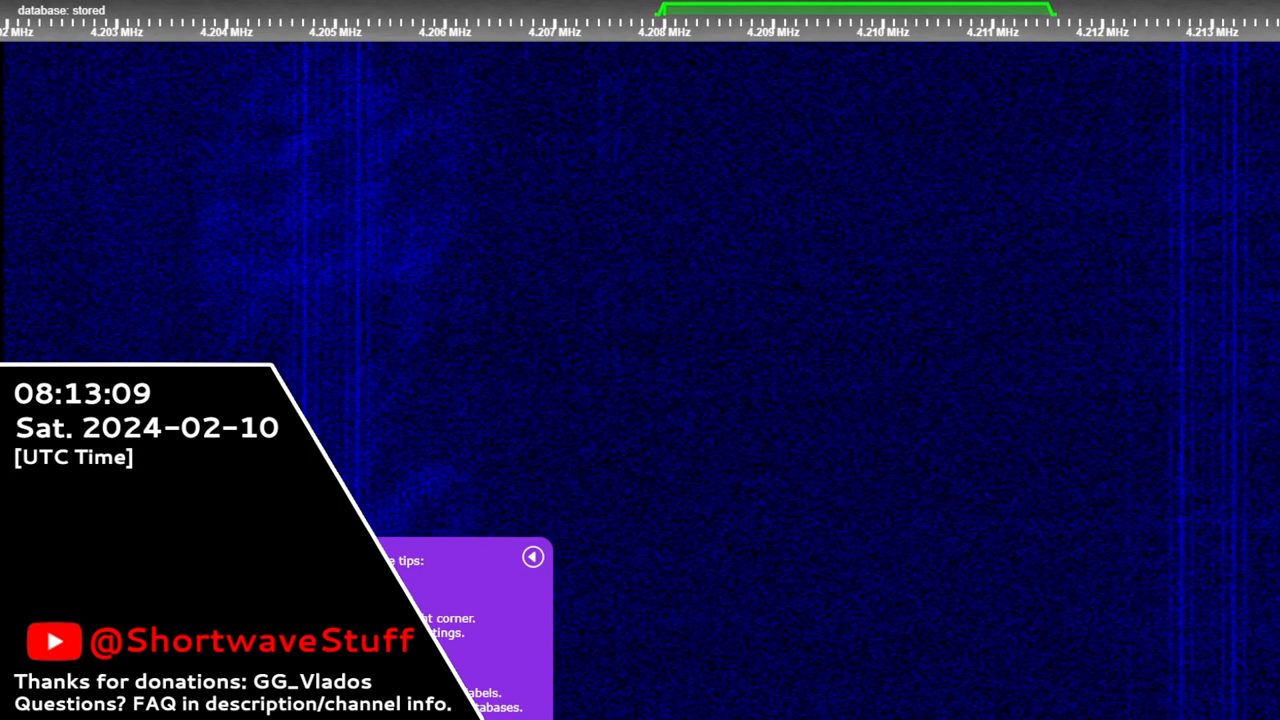 database: stored
02 MHz 4.203 MHz 4.204 MHz 4.205 MHz 4.206 MHz 4.207 MHz 4.208 MHz 4.209 MHz 4.210 MHz 4.211 MHz 4.212 MHz 4.213 MHz
08:13:09
Sat. 2024-02-10
[UTC Time]
tips:
corner.
@ShortwaveStuff
Thanks for donations: GG_Vlados
Questions? FAQ in description/channel info.